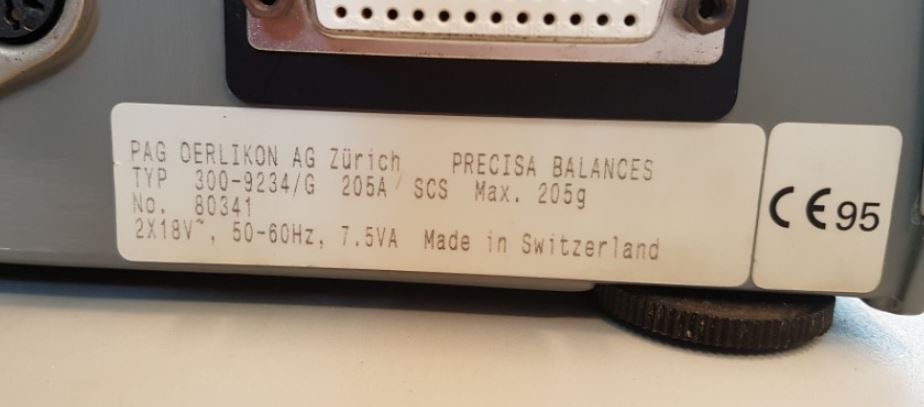 PAG OERLIKON AG Zürich PRECISA BALANCES
TYP 300-9234/G 205A SCS Max. 205g
No. 80341
2X18V~, 50-60Hz, 7.5VA Made in Switzerland
CE 95